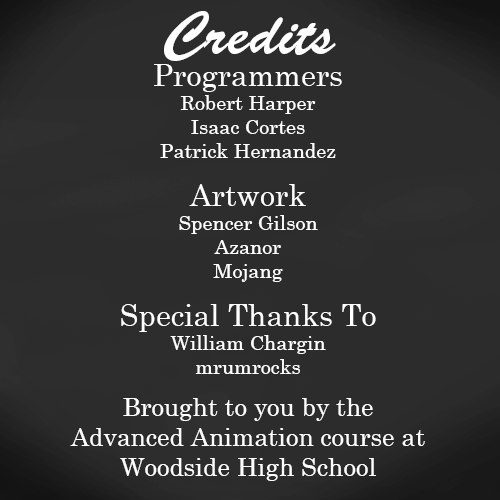 Credits
Programmers
Robert Harper
Isaac Cortes
Patrick Hernandez
Artwork
Spencer Gilson
Azanor
Mojang
Special Thanks To
William Chargin
mrumrocks
Brought to you by the
Advanced Animation course at
Woodside High School